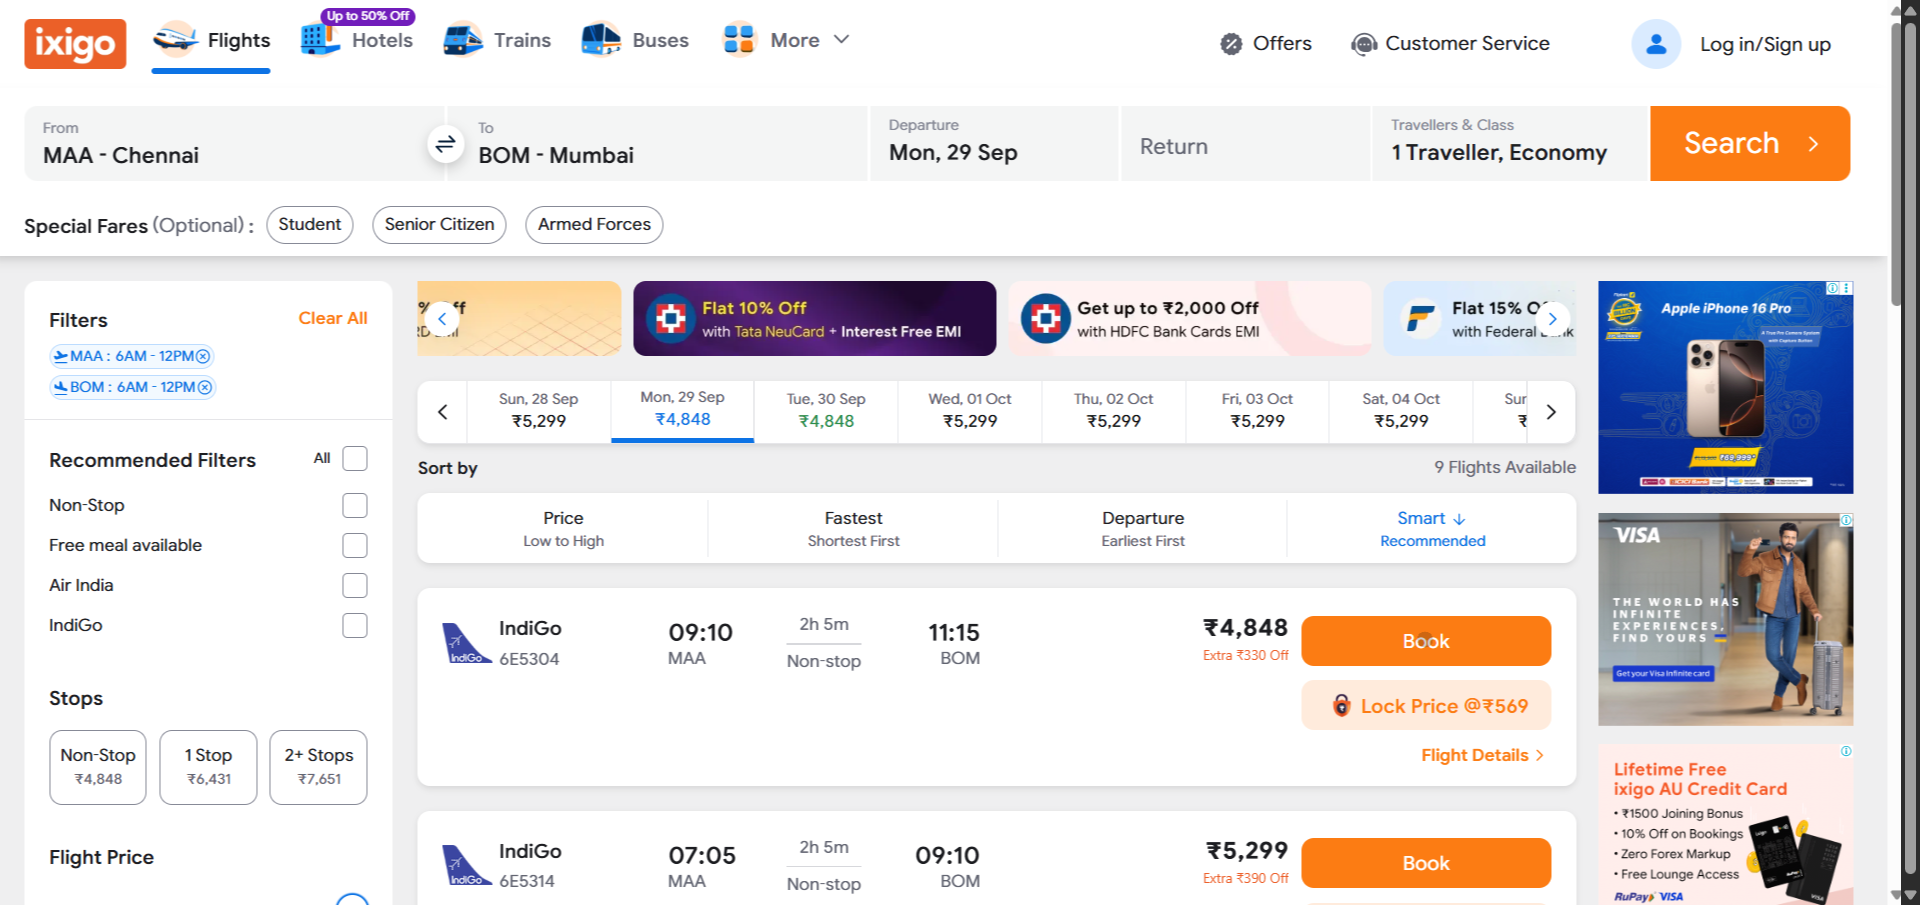 ixigo
Flights
Up to 50% Off
Hotels
Trains
Buses
More
Offers
Customer Service
Log in/Sign up
From
MAA - Chennai
To
BOM - Mumbai
Departure
Mon, 29 Sep
Return
Travellers & Class
1 Traveller, Economy
Search
Special Fares (Optional) :
Student
Senior Citizen
Armed Forces
Filters
Clear All
MAA : 6AM - 12PM
BOM : 6AM - 12PM
Recommended Filters
All
Non-Stop
Free meal available
Air India
IndiGo
Stops
Non-Stop
₹4,848
1 Stop
₹6,431
2+ Stops
₹7,651
Flight Price
Flat 10% Off
with Tata NeuCard + Interest Free EMI
Get up to ₹2,000 Off
with HDFC Bank Cards EMI
Flat 15%
with Federal
Sun, 28 Sep
₹5,299
Mon, 29 Sep
₹4,848
Tue, 30 Sep
₹4,848
Wed, 01 Oct
₹5,299
Thu, 02 Oct
₹5,299
Fri, 03 Oct
₹5,299
Sat, 04 Oct
₹5,299
Sort by
9 Flights Available
Price
Low to High
Fastest
Shortest First
Departure
Earliest First
Smart
Recommended
IndiGo
IndiGo
6E5304
09:10
MAA
2h 5m
Non-stop
11:15
BOM
₹4,848
Extra ₹330 Off
Book
Lock Price @₹569
Flight Details
IndiGo
IndiGo
6E5314
07:05
MAA
2h 5m
Non-stop
09:10
BOM
₹5,299
Extra ₹390 Off
Book
Apple iPhone 16 Pro
A True Pro Camera System
with Capture Button
₹69,999*
VISA
THE WORLD HAS
INFINITE
EXPERIENCES,
FIND YOURS
Get your Visa Infinite card
Lifetime Free
ixigo AU Credit Card
• ₹1500 Joining Bonus
• 10% Off on Bookings
• Zero Forex Markup
• Free Lounge Access
RuPay VISA